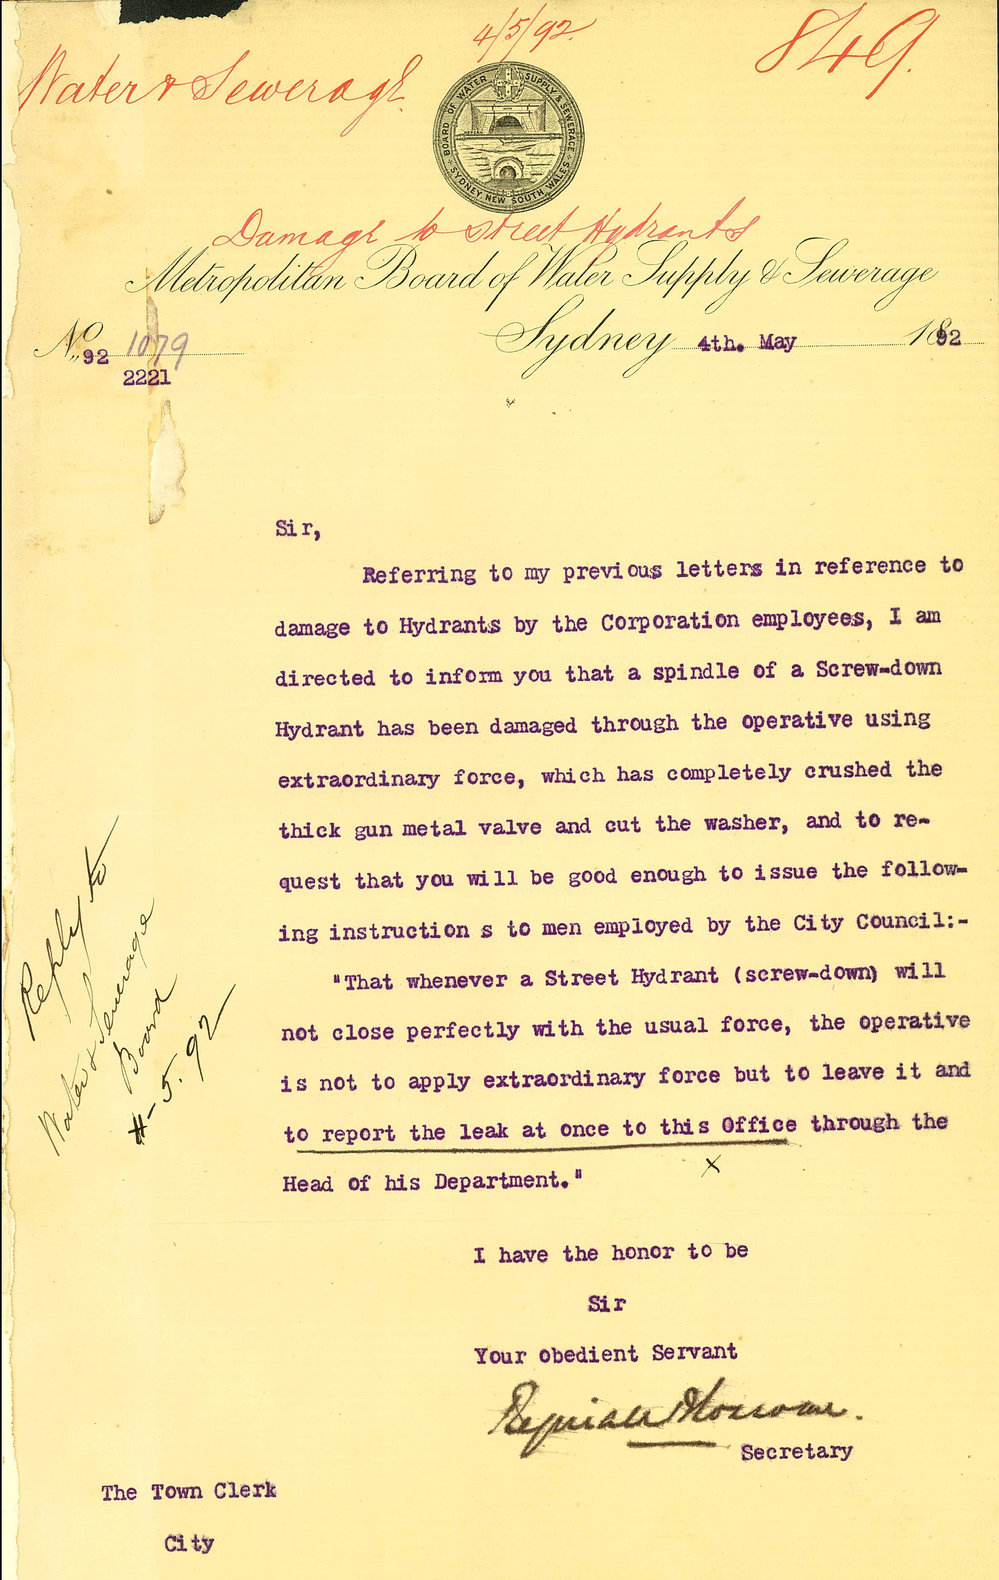 4/5/92.
849.
Water & Sewerage
BOARD OF WATER SUPPLY & SEWERAGE
SYDNEY, NEW SOUTH WALES
Damage to Street Hydrants
Metropolitan Board of Water Supply & Sewerage
No. 92 1079
2221
Sydney 4th. May 1892
Sir,
Referring to my previous letters in reference to
damage to Hydrants by the Corporation employees, I am
directed to inform you that a spindle of a Screw-down
Hydrant has been damaged through the operative using
extraordinary force, which has completely crushed the
thick gun metal valve and cut the washer, and to re-
quest that you will be good enough to issue the follow-
ing instruction s to men employed by the City Council:-
"That whenever a Street Hydrant (screw-down) will
not close perfectly with the usual force, the operative
is not to apply extraordinary force but to leave it and
to report the leak at once to this Office through the
Head of his Department."
x
Reply to
Water & Sewerage
Board
4-5.92
I have the honor to be
Sir
Your obedient Servant
Secretary
The Town Clerk
City